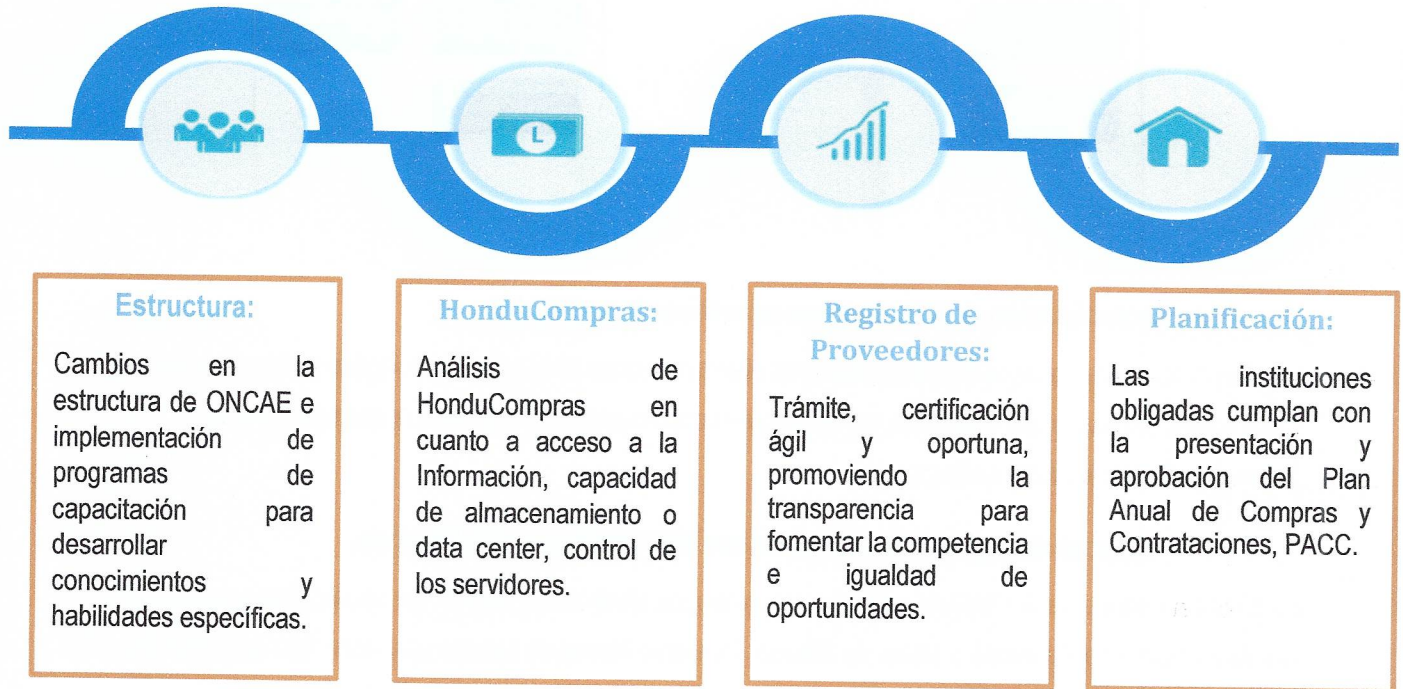 Estructura:
Cambios en la
estructura de ONCAE e
implementación de
programas de
capacitación para
desarrollar
conocimientos y
habilidades específicas.
HonduCompras:
Análisis de
HonduCompras en
cuanto a acceso a la
Información, capacidad
de almacenamiento o
data center, control de
los servidores.
Registro de
Proveedores:
Trámite, certificación
ágil y oportuna,
promoviendo la
transparencia para
fomentar la competencia
e igualdad de
oportunidades.
Planificación:
Las instituciones
obligadas cumplan con
la presentación y
aprobación del Plan
Anual de Compras y
Contrataciones, PACC.